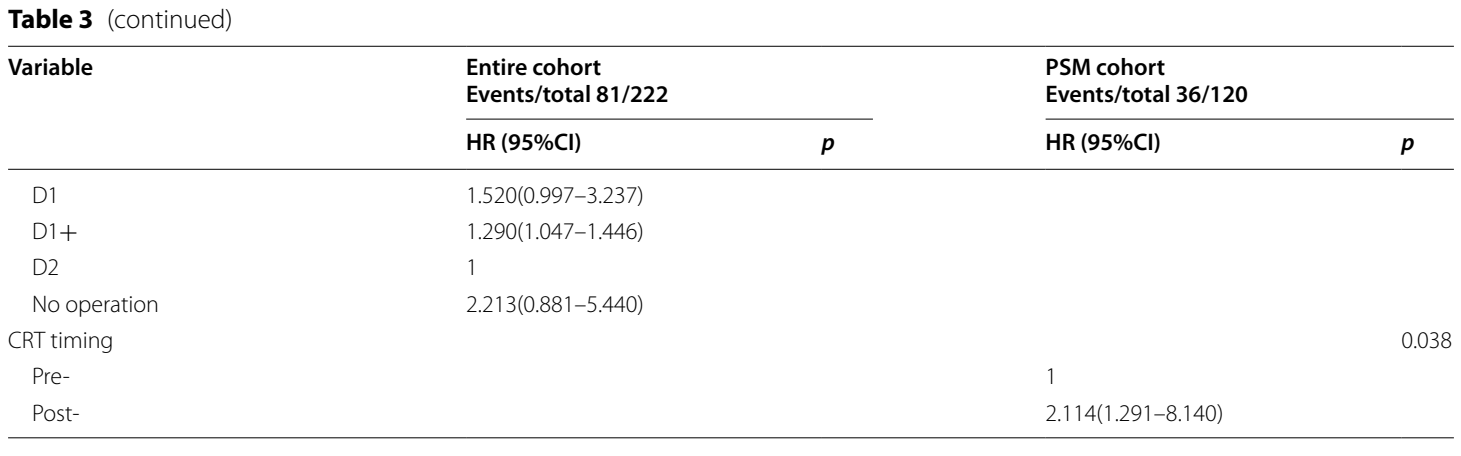 Table 3 (continued)
Variable Entire cohort PSM cohort
Events/total 81/222 Events/total 36/120
HR (95%CI) p HR (95%CI) p
D1 1.520(0.997–3.237)
D1+ 1.290(1.047–1.446)
D2 1
No operation 2.213(0.881–5.440)
CRT timing 0.038
Pre- 1
Post- 2.114(1.291–8.140)